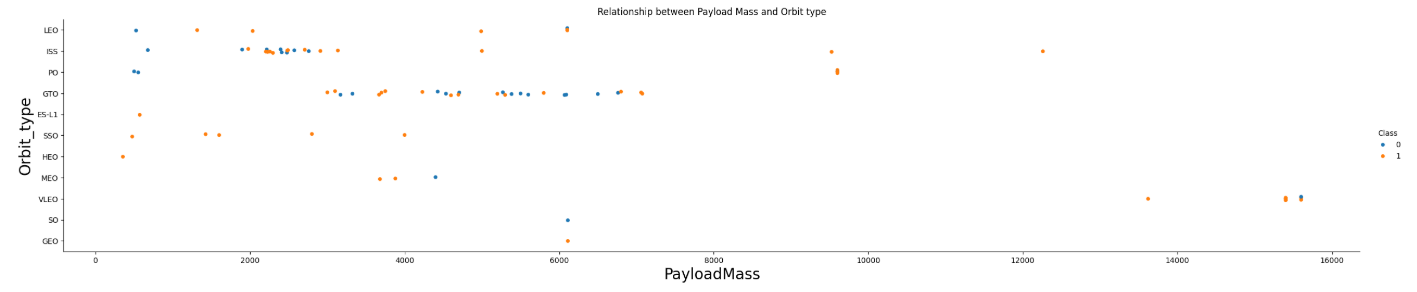 Relationship between Payload Mass and Orbit type
Orbit_type
LEO
ISS
PO
GTO
ES-L1
SSO
HEO
MEO
VLEO
SO
GEO
0 2000 4000 6000 8000 10000 12000 14000 16000
PayloadMass
Class
0
1